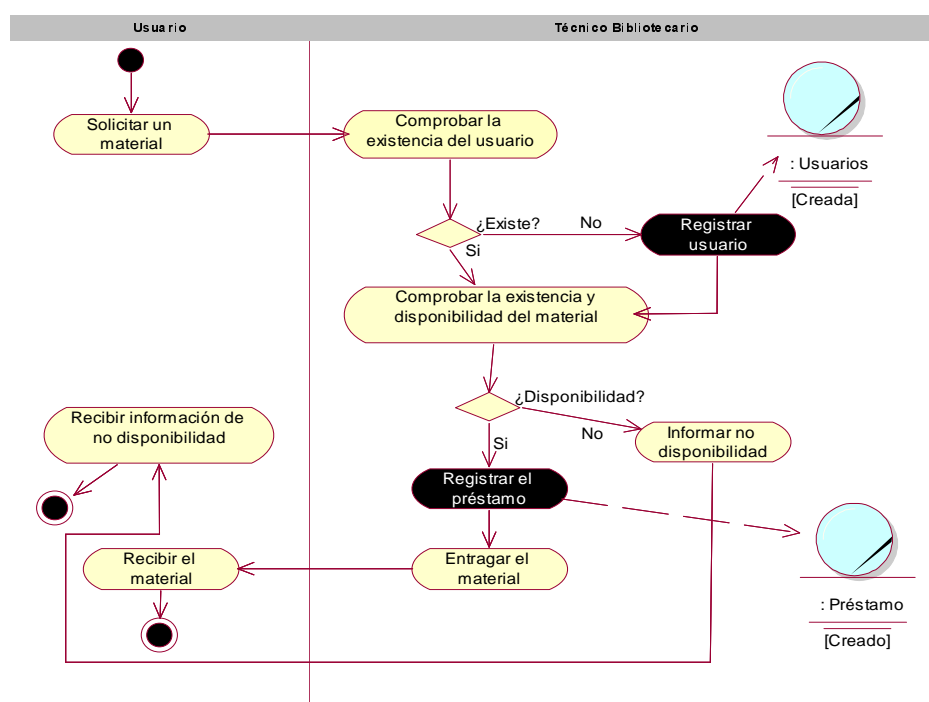 Usuario
Técnico Bibliotecario
Solicitar un
material
Comprobar la
existencia del usuario
: Usuarios
[Creada]
¿Existe?
No
Registrar
usuario
Si
Comprobar la existencia y
disponibilidad del material
¿Disponibilidad?
Recibir información de
no disponibilidad
No
Informar no
disponibilidad
Si
Registrar el
préstamo
Recibir el
material
Entragar el
material
: Préstamo
[Creado]